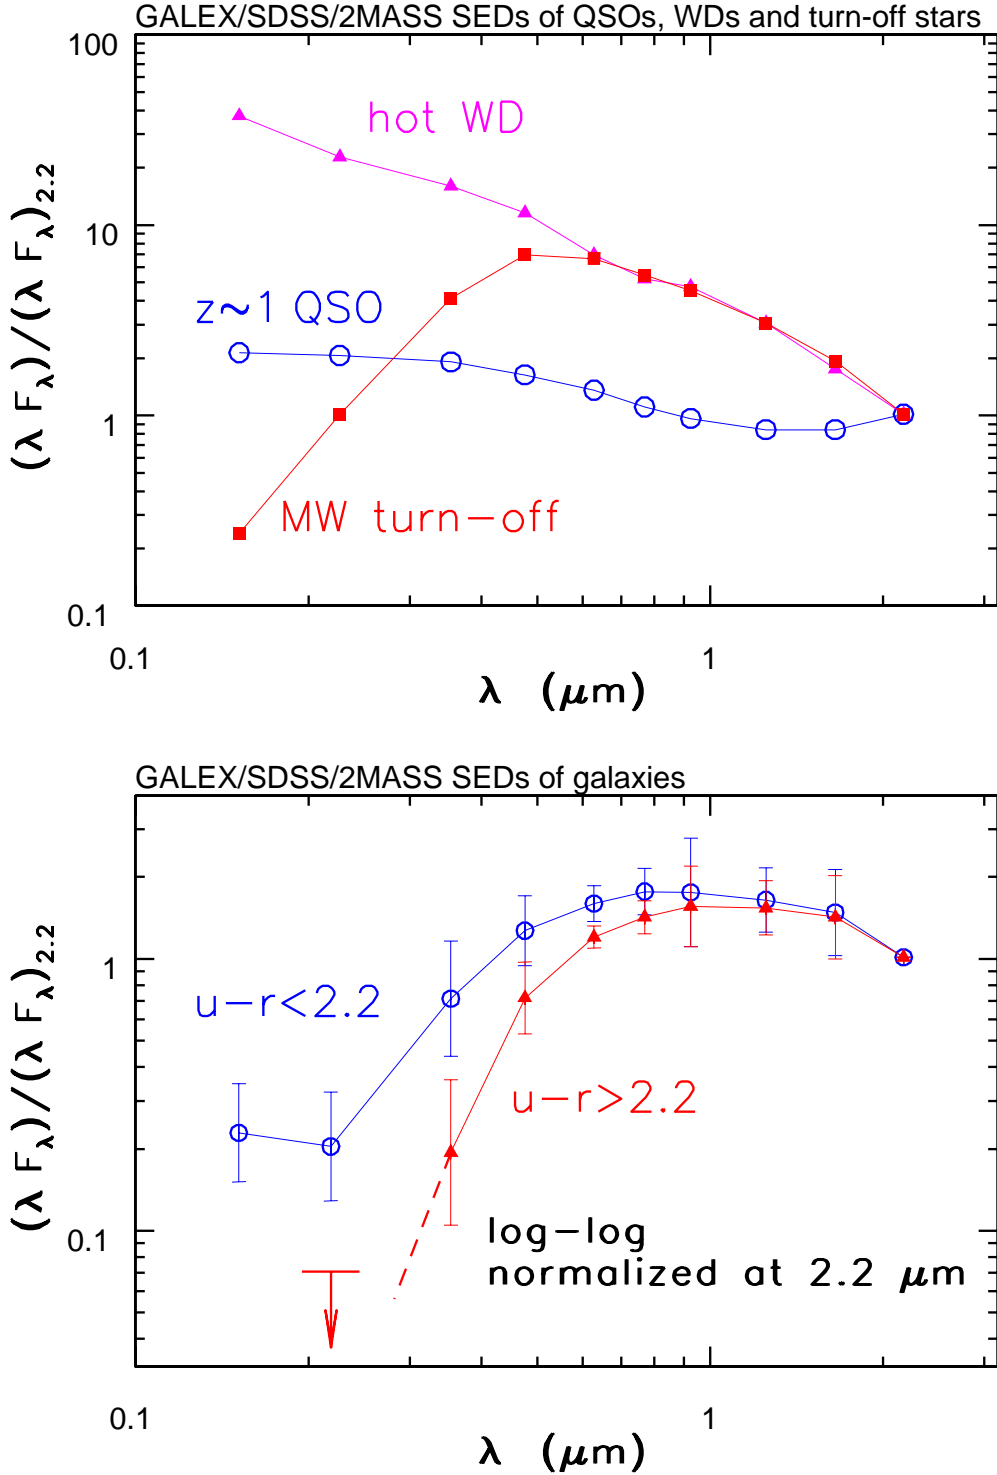 GALEX/SDSS/2MASS SEDs of QSOs, WDs and turn-off stars
100
hot WD
10
z~1 QSO
1
MW turn-off
0.1
0.1 1
(λ Fλ)/(λ Fλ)2.2
λ (μm)
GALEX/SDSS/2MASS SEDs of galaxies
1
u-r<2.2
u-r>2.2
log-log
0.1
normalized at 2.2 μm
0.1 1
(λ Fλ)/(λ Fλ)2.2
λ (μm)